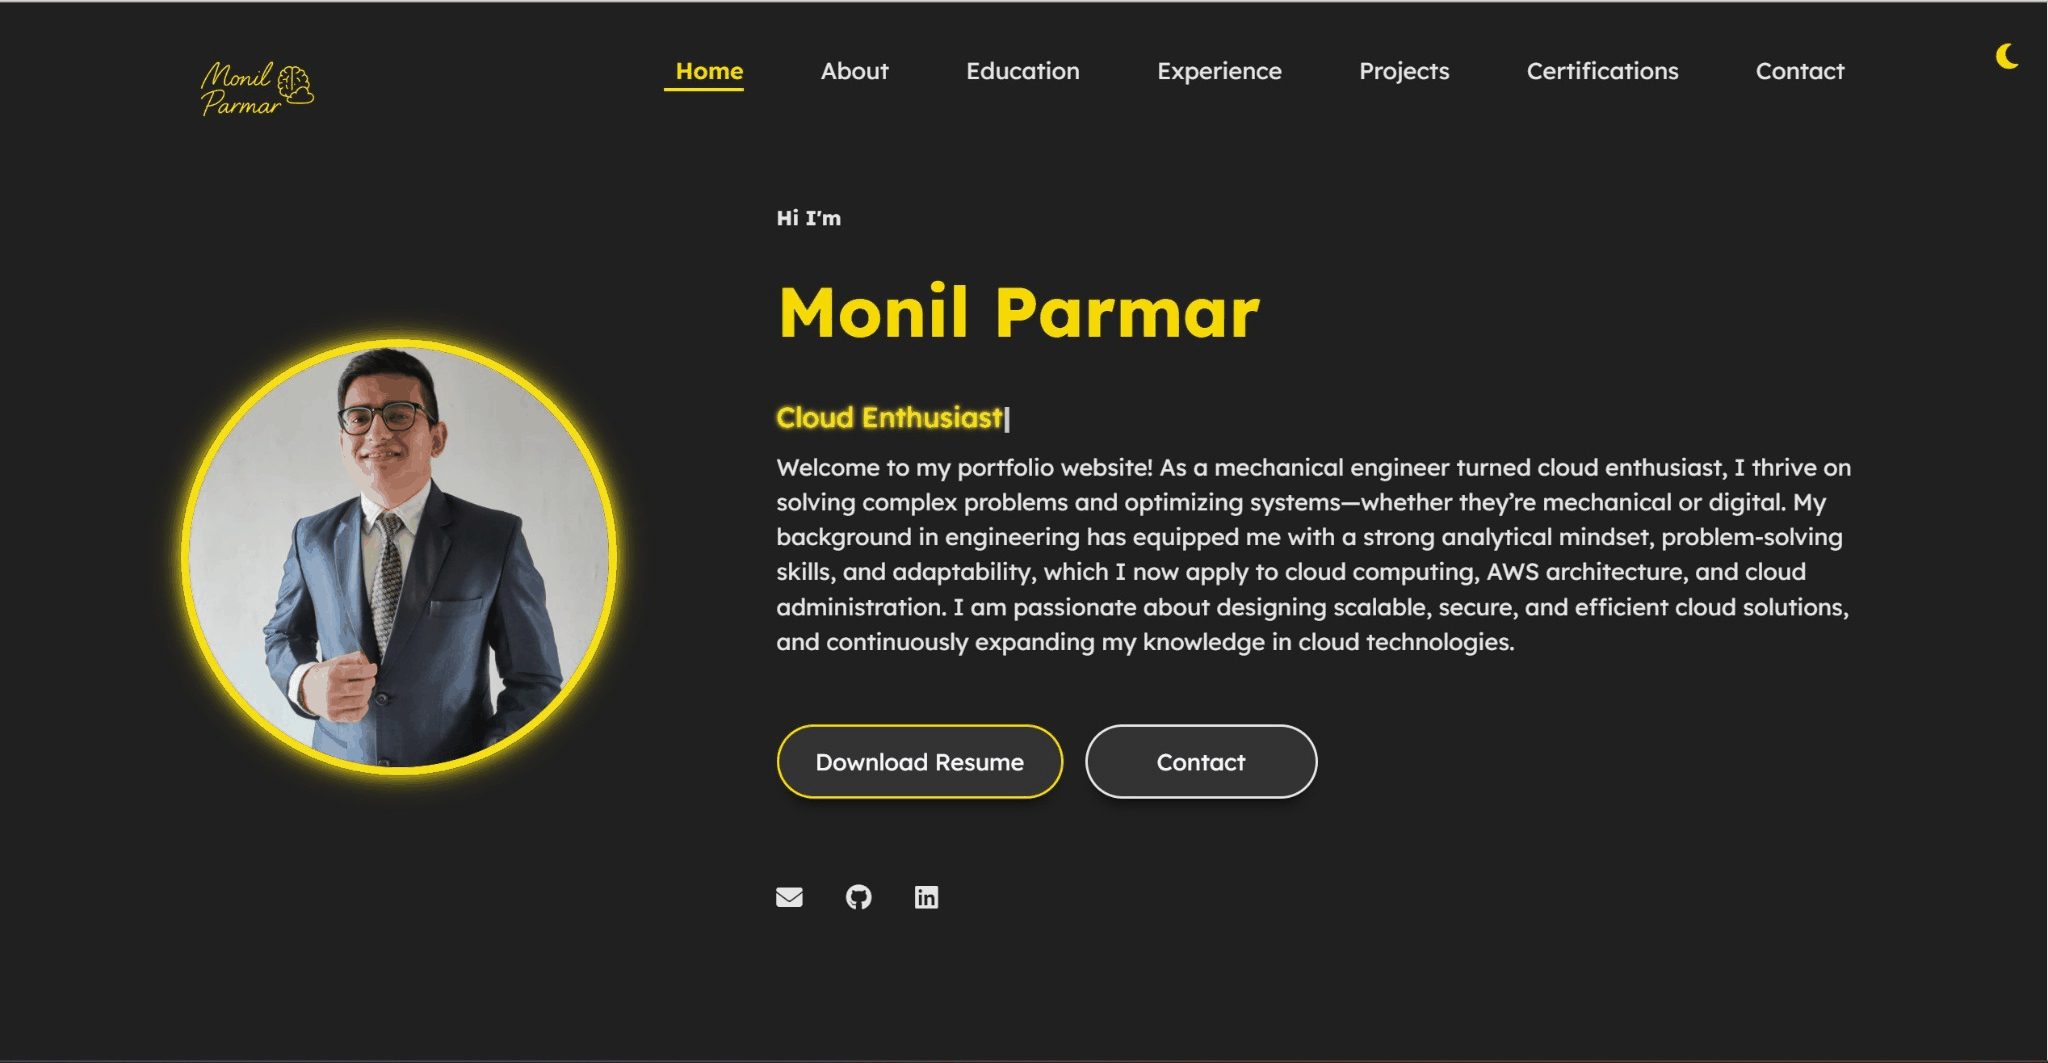 Monil
Parmar
Home About Education Experience Projects Certifications Contact
Hi I'm
Monil Parmar
Cloud Enthusiast|
Welcome to my portfolio website! As a mechanical engineer turned cloud enthusiast, I thrive on
solving complex problems and optimizing systems—whether they’re mechanical or digital. My
background in engineering has equipped me with a strong analytical mindset, problem-solving
skills, and adaptability, which I now apply to cloud computing, AWS architecture, and cloud
administration. I am passionate about designing scalable, secure, and efficient cloud solutions,
and continuously expanding my knowledge in cloud technologies.
Download Resume Contact
in